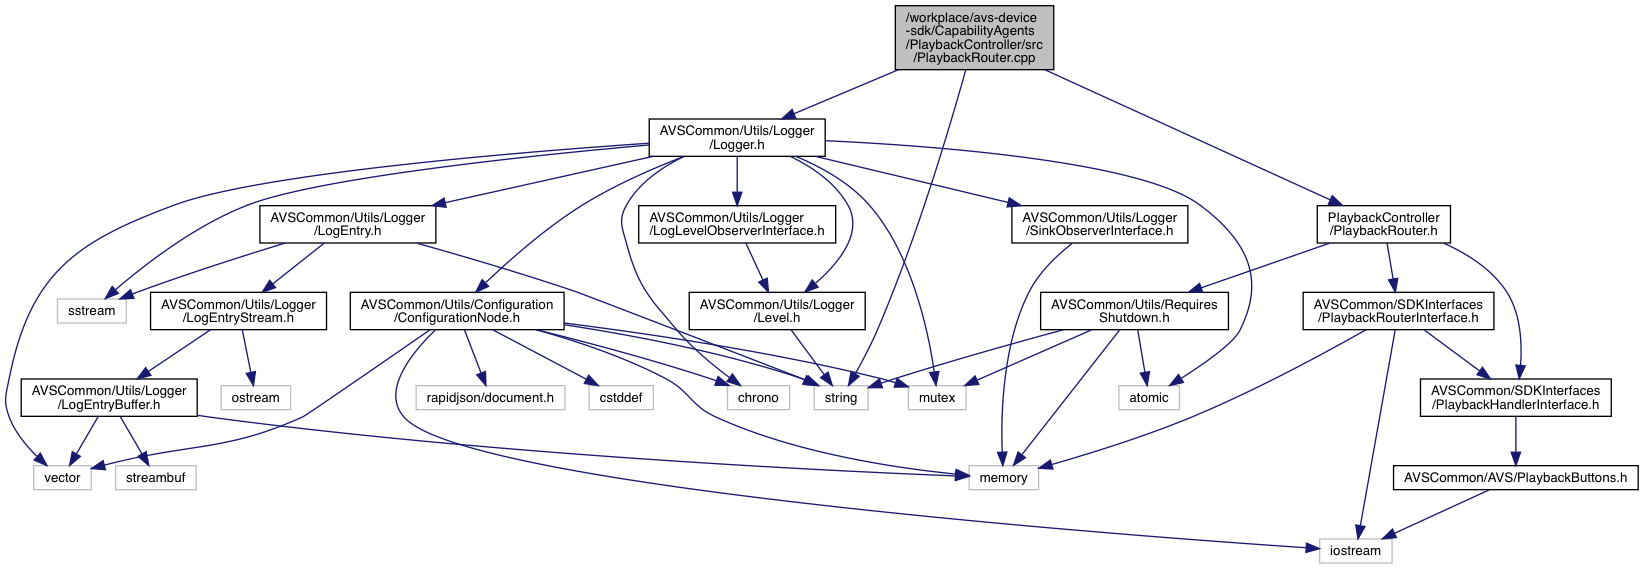 /workplace/avs-device
-sdk/CapabilityAgents
/PlaybackController/src
/PlaybackRouter.cpp
AVSCommon/Utils/Logger
/Logger.h
AVSCommon/Utils/Logger
/LogEntry.h
AVSCommon/Utils/Logger
/LogLevelObserverInterface.h
AVSCommon/Utils/Logger
/SinkObserverInterface.h
PlaybackController
/PlaybackRouter.h
sstream
AVSCommon/Utils/Logger
/LogEntryStream.h
AVSCommon/Utils/Configuration
/ConfigurationNode.h
AVSCommon/Utils/Logger
/Level.h
AVSCommon/Utils/Requires
Shutdown.h
AVSCommon/SDKInterfaces
/PlaybackRouterInterface.h
AVSCommon/Utils/Logger
/LogEntryBuffer.h
ostream
rapidjson/document.h
cstddef
chrono
string
mutex
atomic
AVSCommon/SDKInterfaces
/PlaybackHandlerInterface.h
vector
streambuf
memory
AVSCommon/AVS/PlaybackButtons.h
iostream